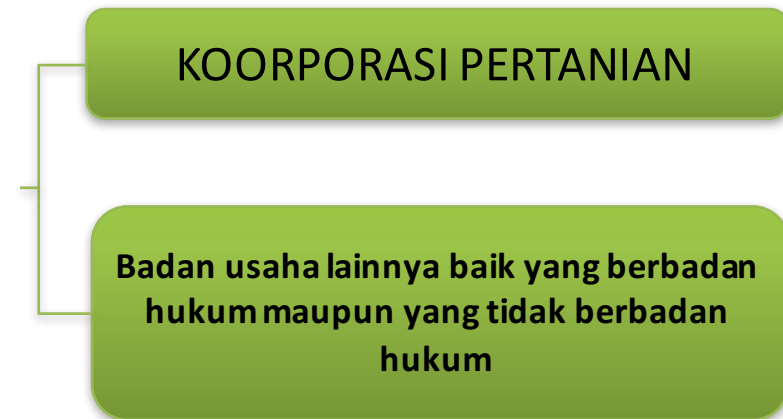 KOORPORASI PERTANIAN
Badan usaha lainnya baik yang berbadan
hukum maupun yang tidak berbadan
hukum